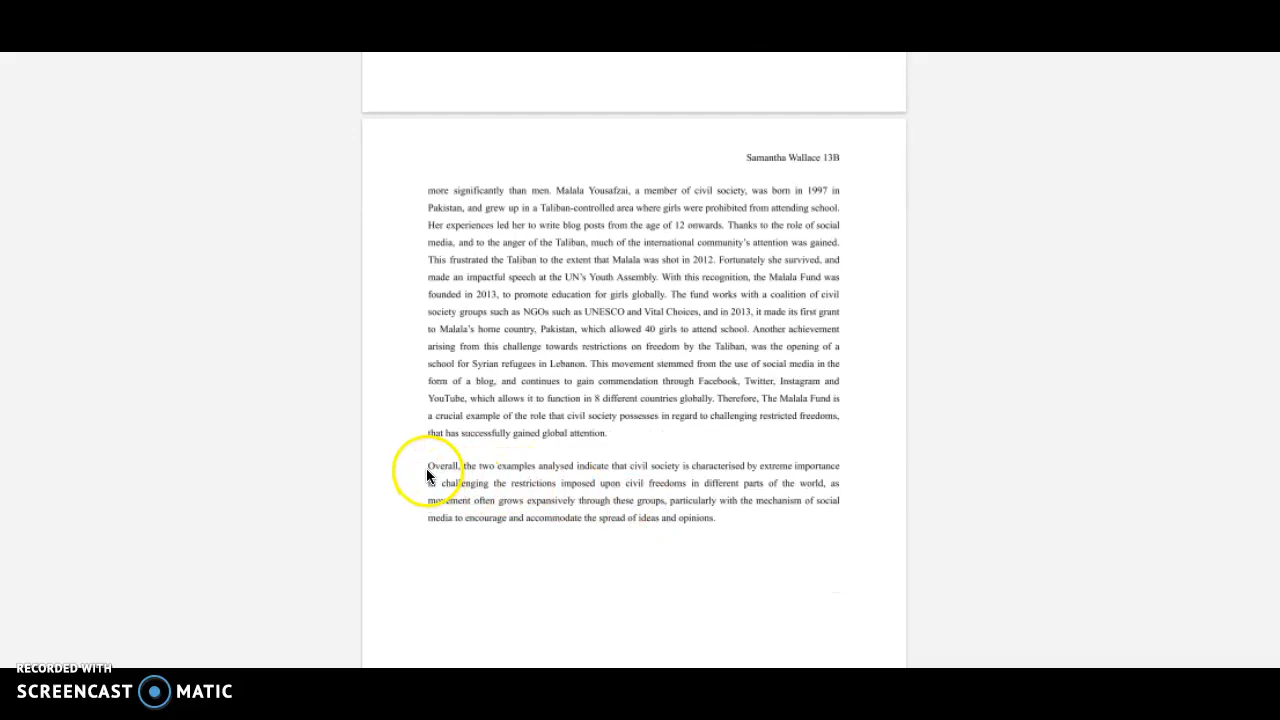 Samantha Wallace 13B
more significantly than men. Malala Yousafzai, a member of civil society, was born in 1997 in
Pakistan, and grew up in a Taliban-controlled area where girls were prohibited from attending school.
Her experiences led her to write blog posts from the age of 12 onwards. Thanks to the role of social
media, and to the anger of the Taliban, much of the international community's attention was gained.
This frustrated the Taliban to the extent that Malala was shot in 2012. Fortunately she survived, and
made an impactful speech at the UN's Youth Assembly. With this recognition, the Malala Fund was
founded in 2013, to promote education for girls globally. The fund works with a coalition of civil
society groups such as NGOs such as UNESCO and Vital Choices, and in 2013, it made its first grant
to Malala's home country, Pakistan, which allowed 40 girls to attend school. Another achievement
arising from this challenge towards restrictions on freedom by the Taliban, was the opening of a
school for Syrian refugees in Lebanon. This movement stemmed from the use of social media in the
form of a blog, and continues to gain commendation through Facebook, Twitter, Instagram and
YouTube, which allows it to function in 8 different countries globally. Therefore, The Malala Fund is
a crucial example of the role that civil society possesses in regard to challenging restricted freedoms,
that has successfully gained global attention.
Overall, the two examples analysed indicate that civil society is characterised by extreme importance
challenging the restrictions imposed upon civil freedoms in different parts of the world, as
movement often grows expansively through these groups, particularly with the mechanism of social
media to encourage and accommodate the spread of ideas and opinions.
RECORDED WITH
SCREENCAST MATIC